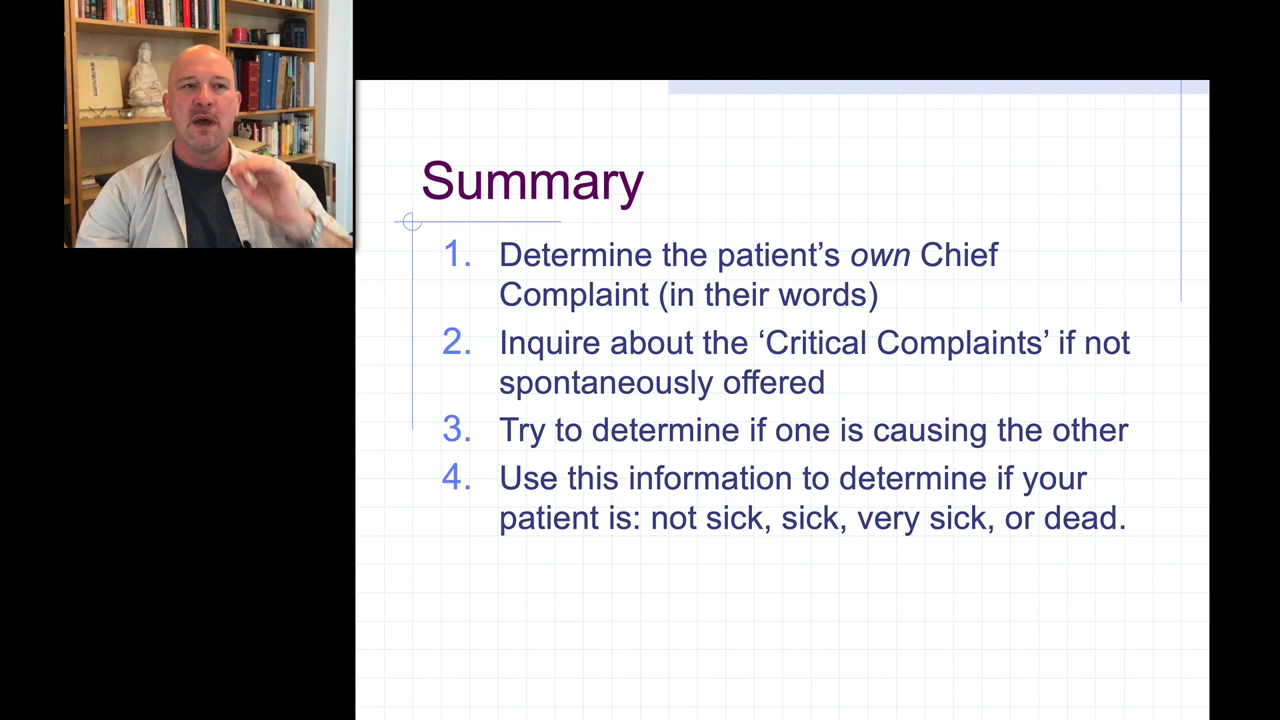 Summary
1. Determine the patient’s own Chief
Complaint (in their words)
2. Inquire about the ‘Critical Complaints’ if not
spontaneously offered
3. Try to determine if one is causing the other
4. Use this information to determine if your
patient is: not sick, sick, very sick, or dead.